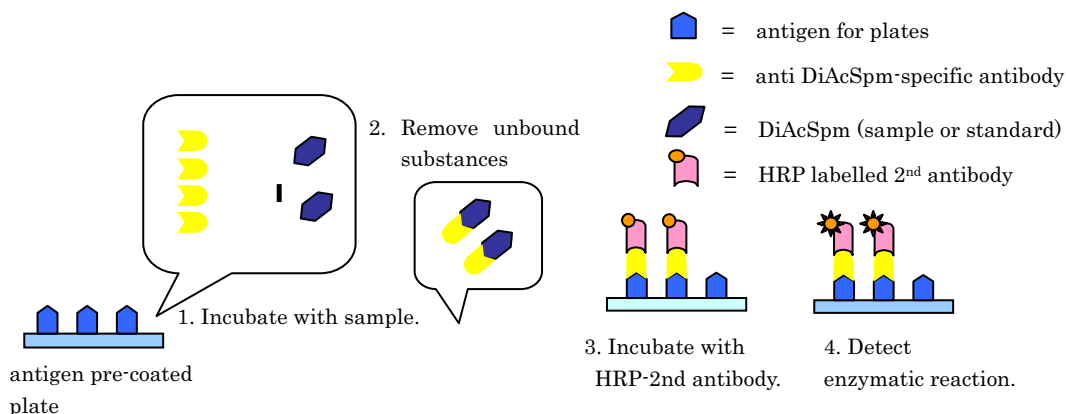 = antigen for plates
= anti DiAcSpm-specific antibody
= DiAcSpm (sample or standard)
= HRP labelled 2nd antibody
2. Remove unbound
substances
1. Incubate with sample.
antigen pre-coated
plate
3. Incubate with
HRP-2nd antibody.
4. Detect
enzymatic reaction.